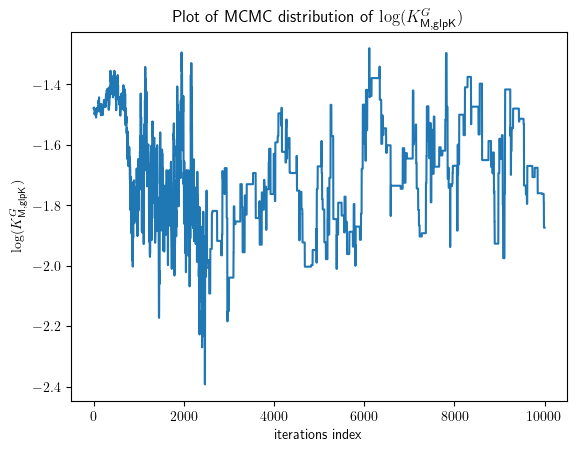 Plot of MCMC distribution of log(K^G_M,glpK)
log(K^G_M,glpK)
−1.4
−1.6
−1.8
−2.0
−2.2
−2.4
0 2000 4000 6000 8000 10000
iterations index